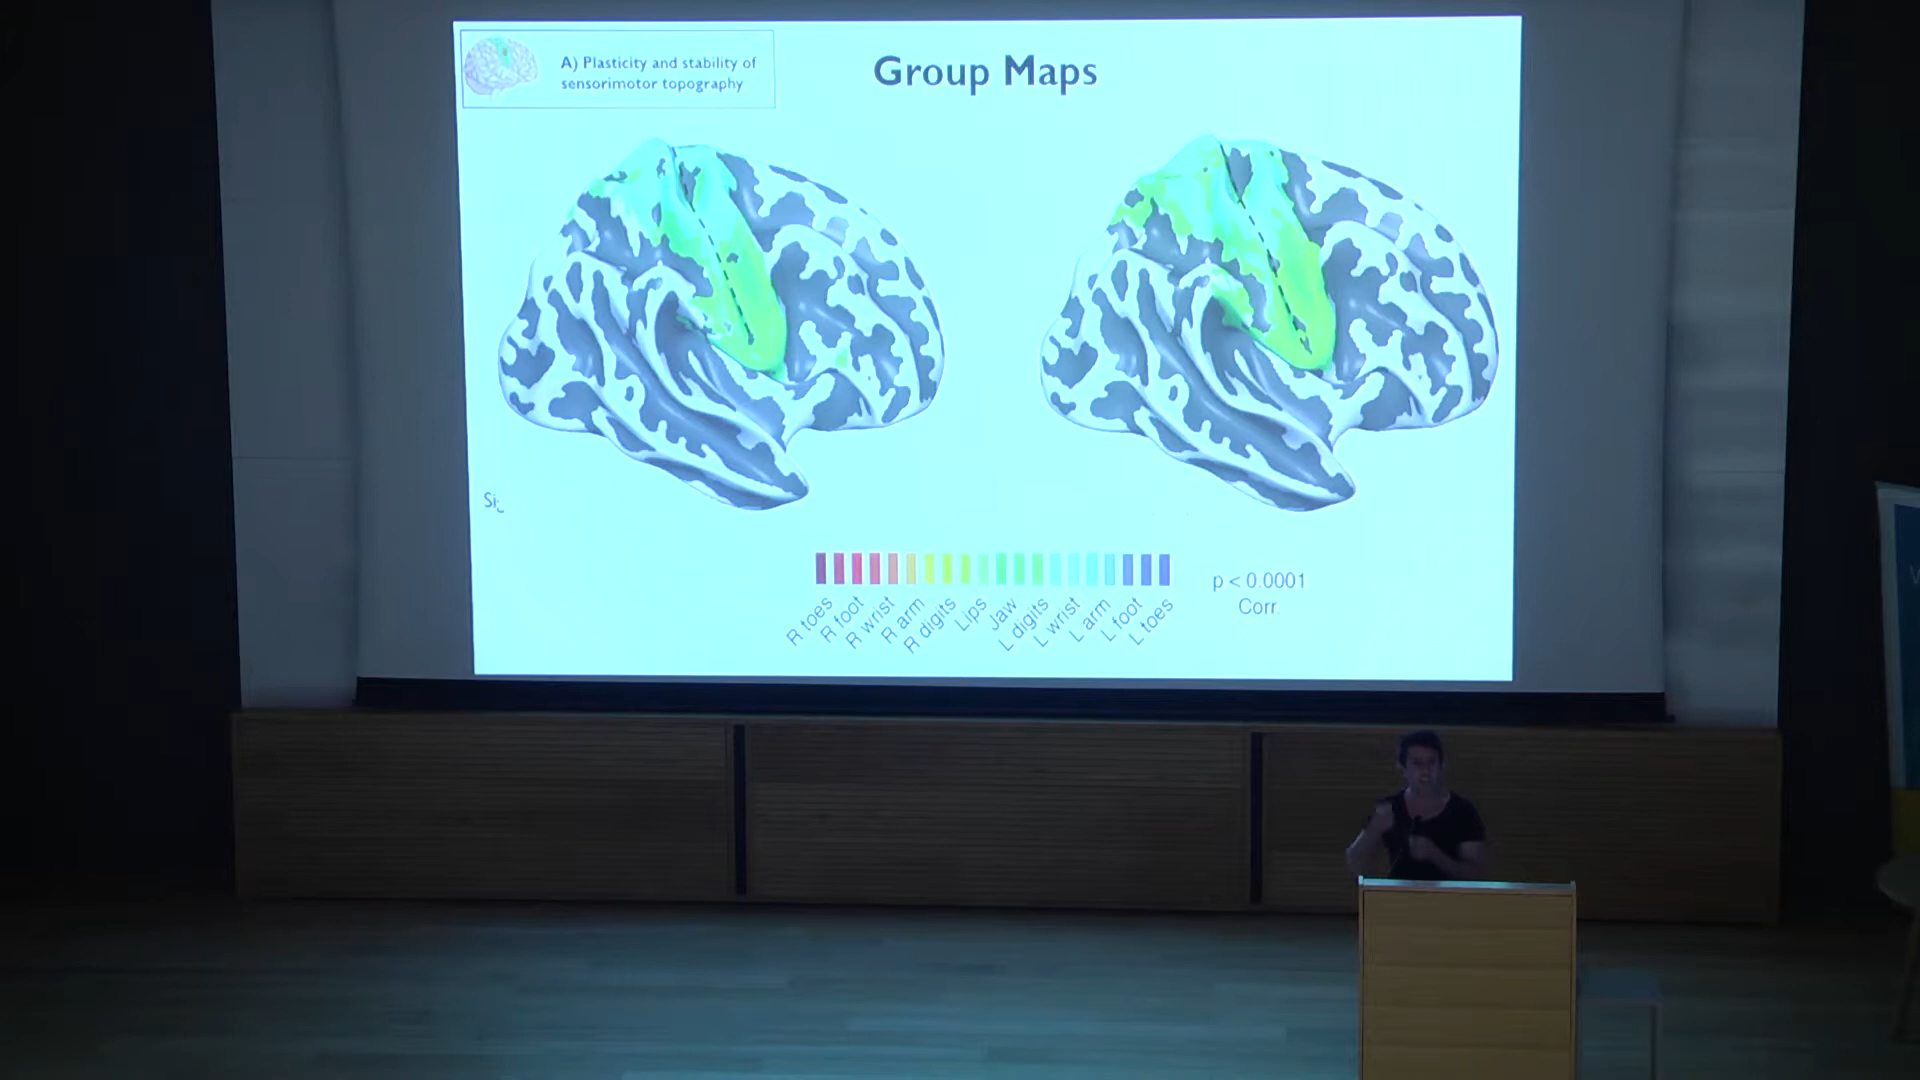 A) Plasticity and stability of
sensorimotor topography
Group Maps
R toes
R foot
R wrist
R arm
R digits
Lips
Jaw
L digits
L wrist
L arm
L foot
L toes
p < 0.0001
Corr.